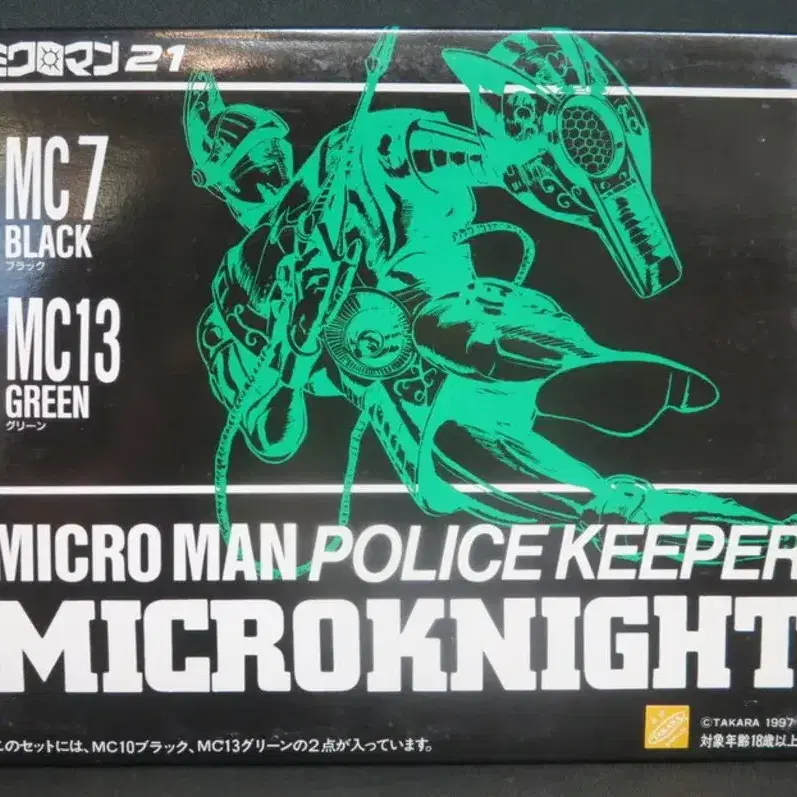 ミクロマン21
MC7
BLACK
ブラック
MC13
GREEN
グリーン
MICRO MAN POLICE KEEPER
MICROKNIGHT
このセットには、MC10ブラック、MC13グリーンの2点が入っています。
TAKARA
©TAKARA 1997
対象年齢18歳以上